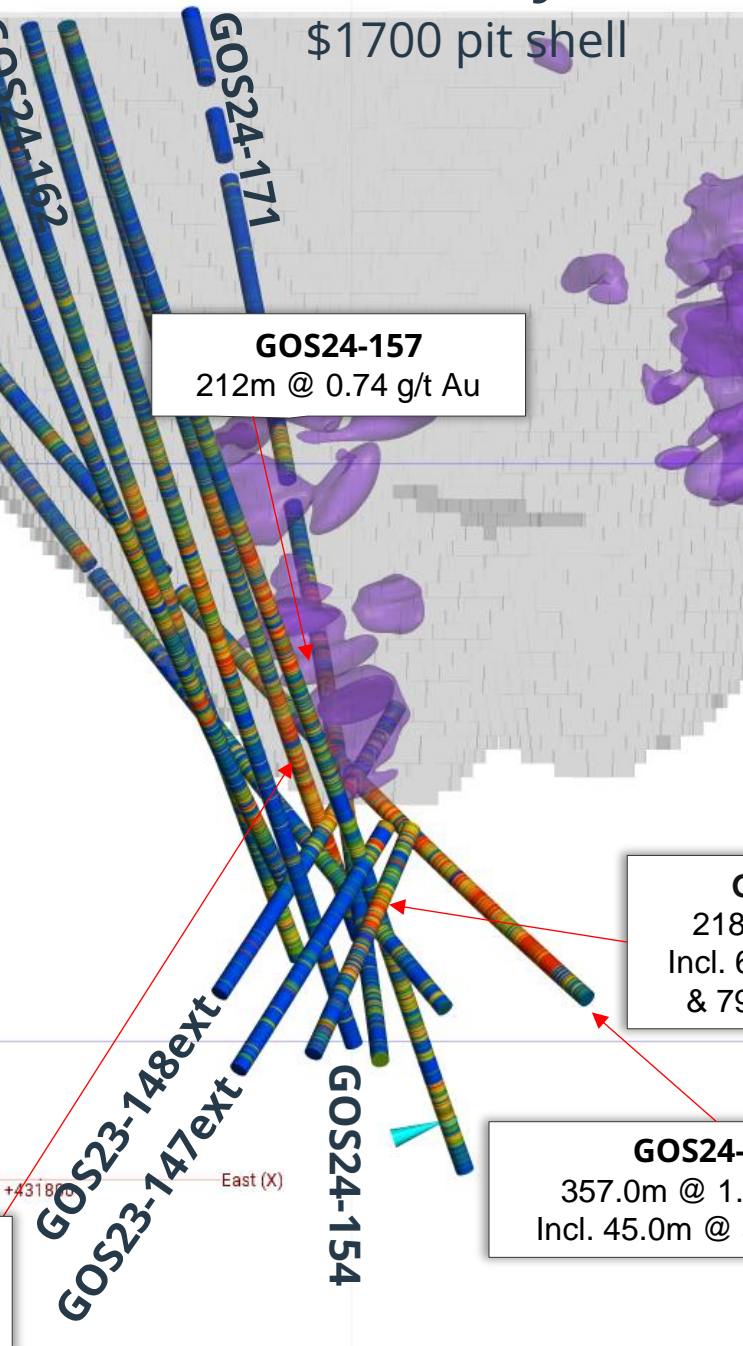 $1700 pit shell
GOS24-162
GOS24-171
GOS24-157
212m @ 0.74 g/t Au
218
Incl. 6
& 79
GOS24-
357.0m @ 1.
Incl. 45.0m @
GOS23-148ext
GOS23-147ext
GOS24-154
East (X)